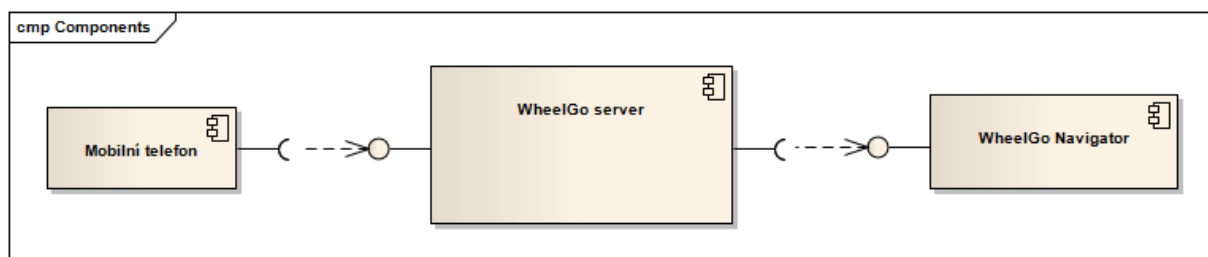 cmp Components
Mobilní telefon
WheelGo server
WheelGo Navigator